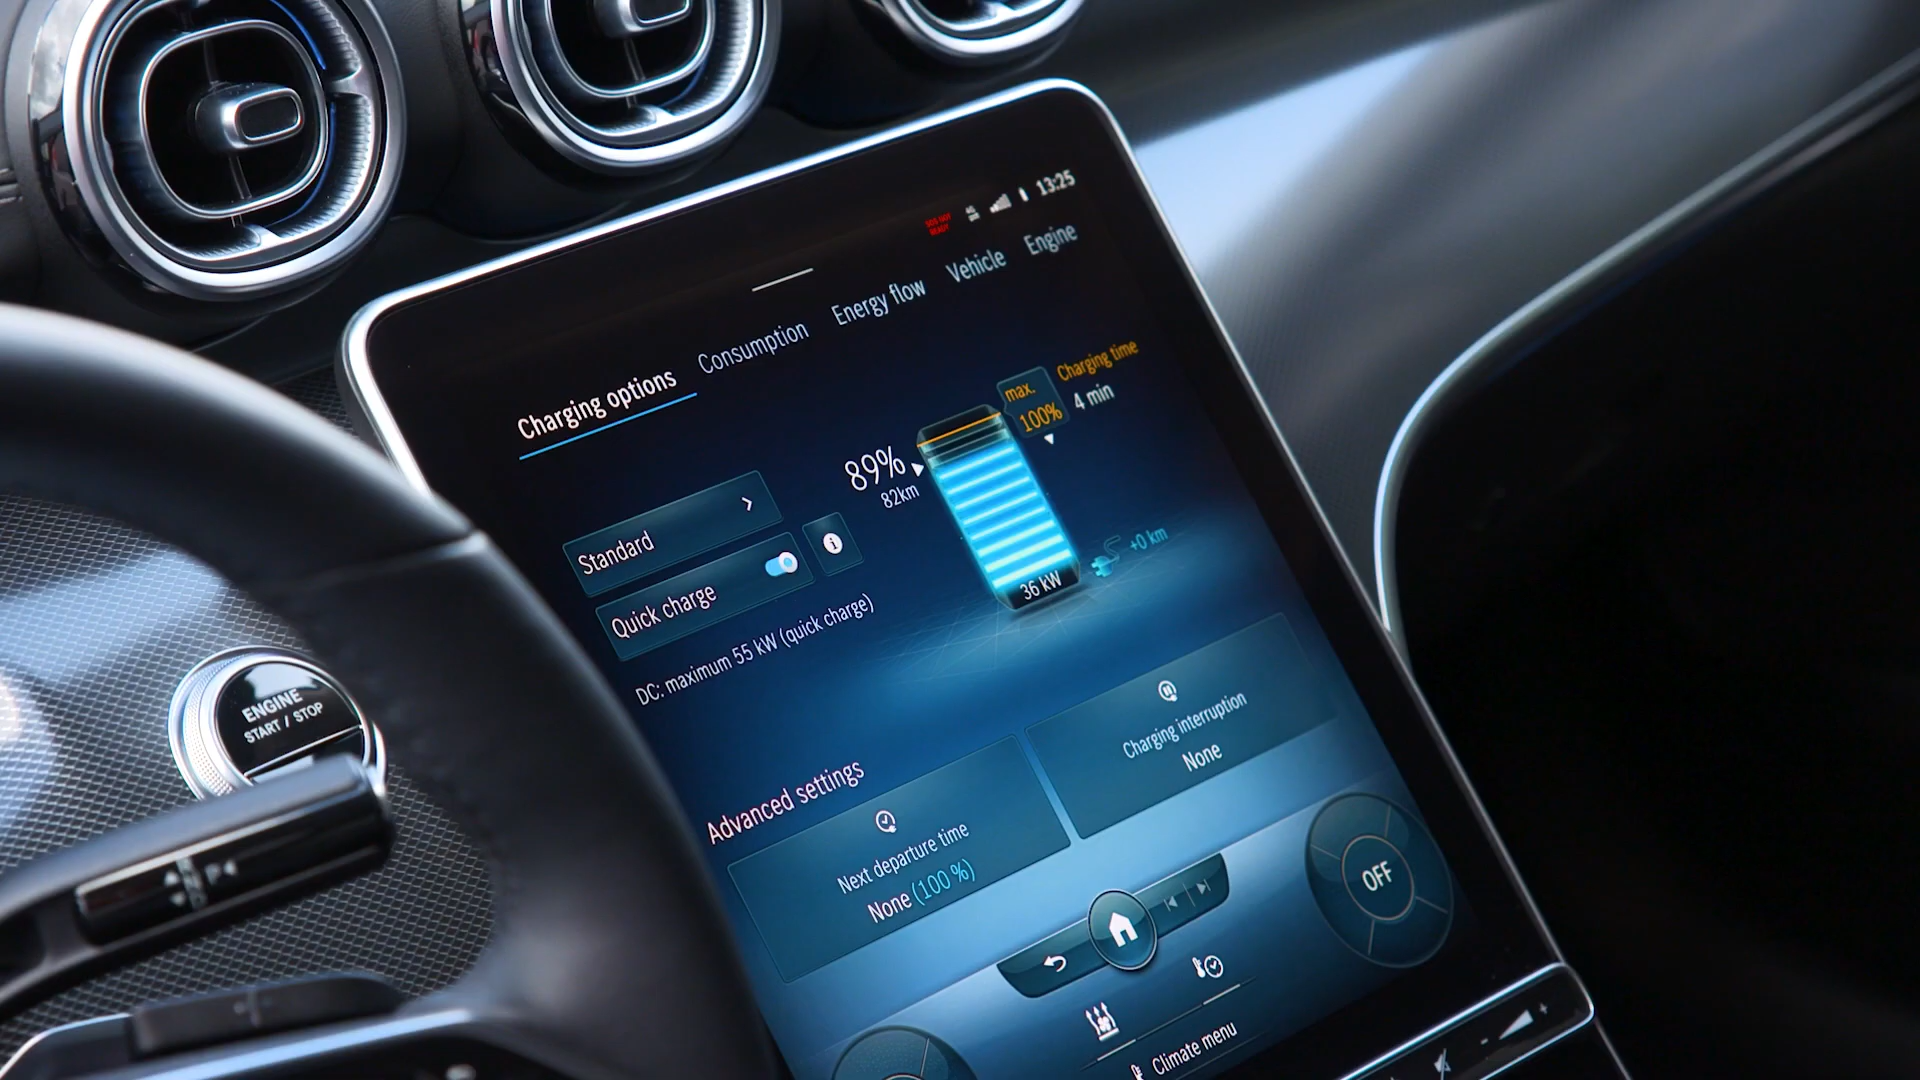 13:25
Charging options
Consumption
Energy flow
Vehicle
Engine
Charging time
4 min
max.
100%
89%
82km
Standard
Quick charge
+0 km
36 kW
DC: maximum 55 kW (quick charge)
Advanced settings
Next departure time
None (100 %)
Charging interruption
None
OFF
Climate menu
ENGINE
START / STOP
P